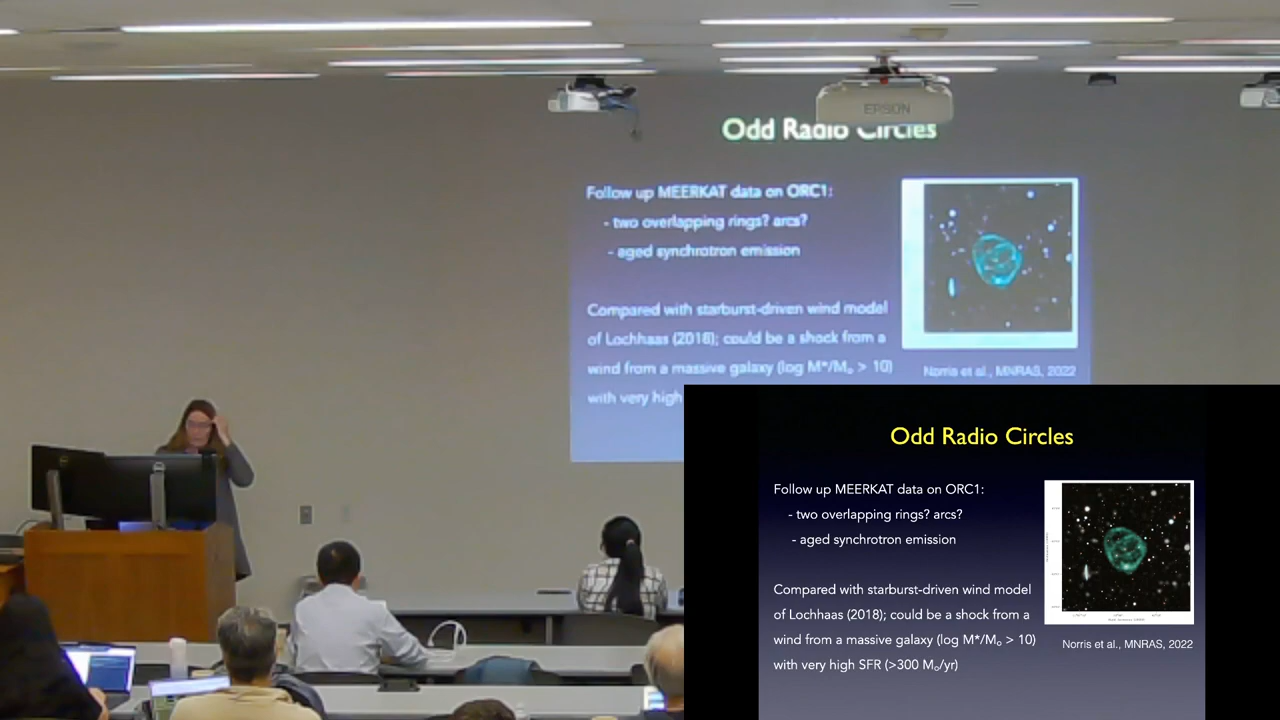 EPSON
Odd Radio Circles
Follow up MEERKAT data on ORC1:
- two overlapping rings? arcs?
- aged synchrotron emission
Compared with starburst-driven wind model
of Lochhaas (2018); could be a shock from a
wind from a massive galaxy (log M*/M₀ > 10)
with very high
Norris et al., MNRAS, 2022
Odd Radio Circles
Follow up MEERKAT data on ORC1:
- two overlapping rings? arcs?
- aged synchrotron emission
Compared with starburst-driven wind model
of Lochhaas (2018); could be a shock from a
wind from a massive galaxy (log M*/M₀ > 10)
with very high SFR (>300 M₀/yr)
Norris et al., MNRAS, 2022